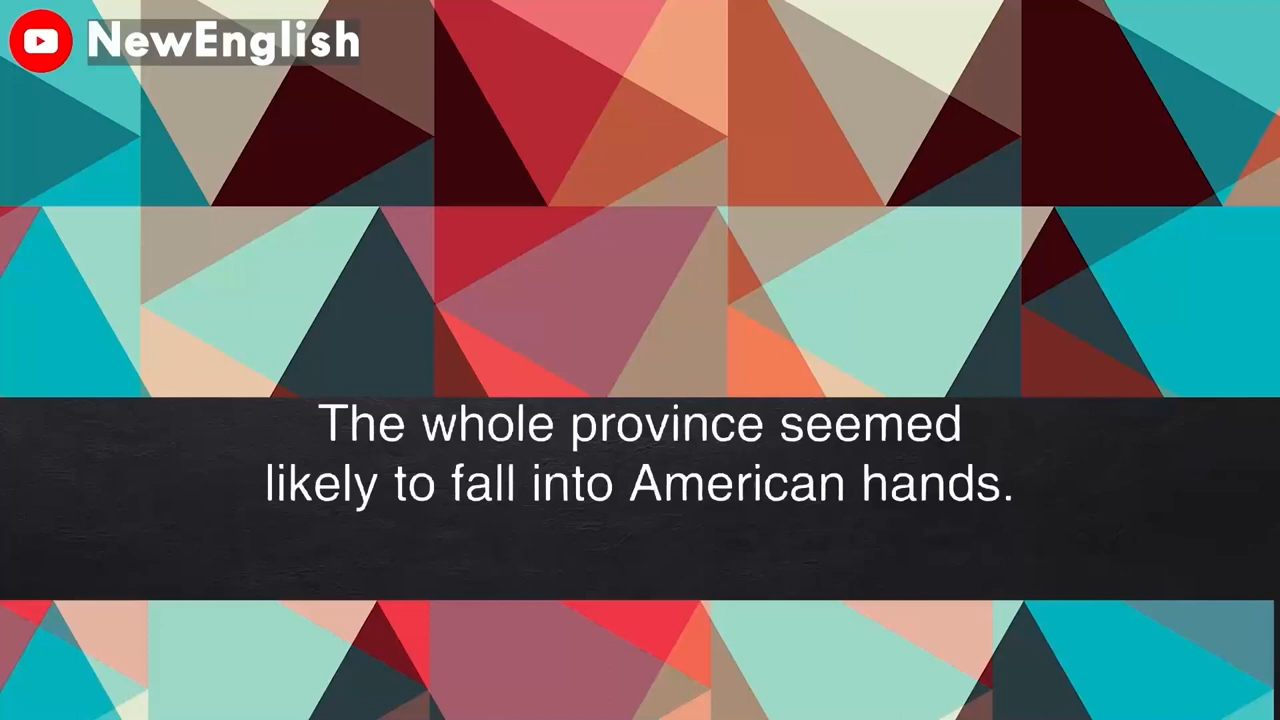 NewEnglish
The whole province seemed
likely to fall into American hands.